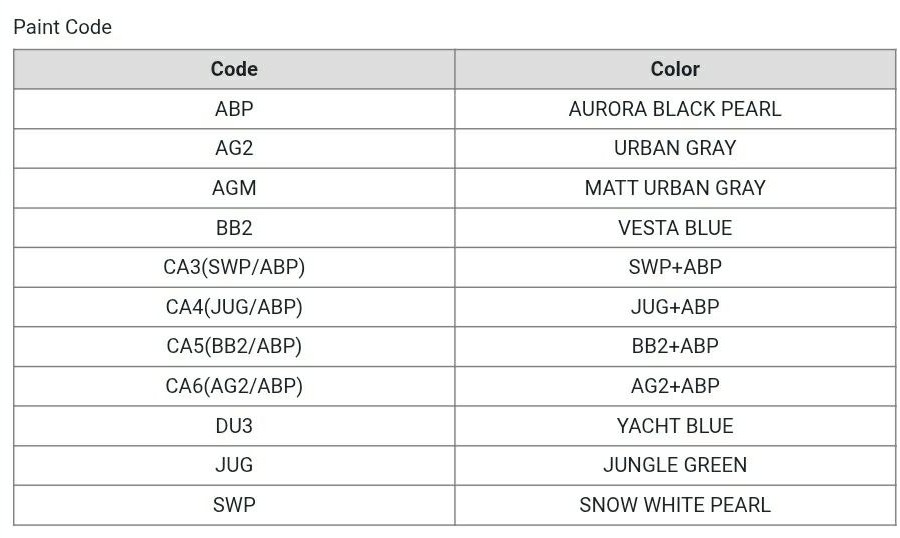 Paint Code
Code Color
ABP AURORA BLACK PEARL
AG2 URBAN GRAY
AGM MATT URBAN GRAY
BB2 VESTA BLUE
CA3(SWP/ABP) SWP+ABP
CA4(JUG/ABP) JUG+ABP
CA5(BB2/ABP) BB2+ABP
CA6(AG2/ABP) AG2+ABP
DU3 YACHT BLUE
JUG JUNGLE GREEN
SWP SNOW WHITE PEARL